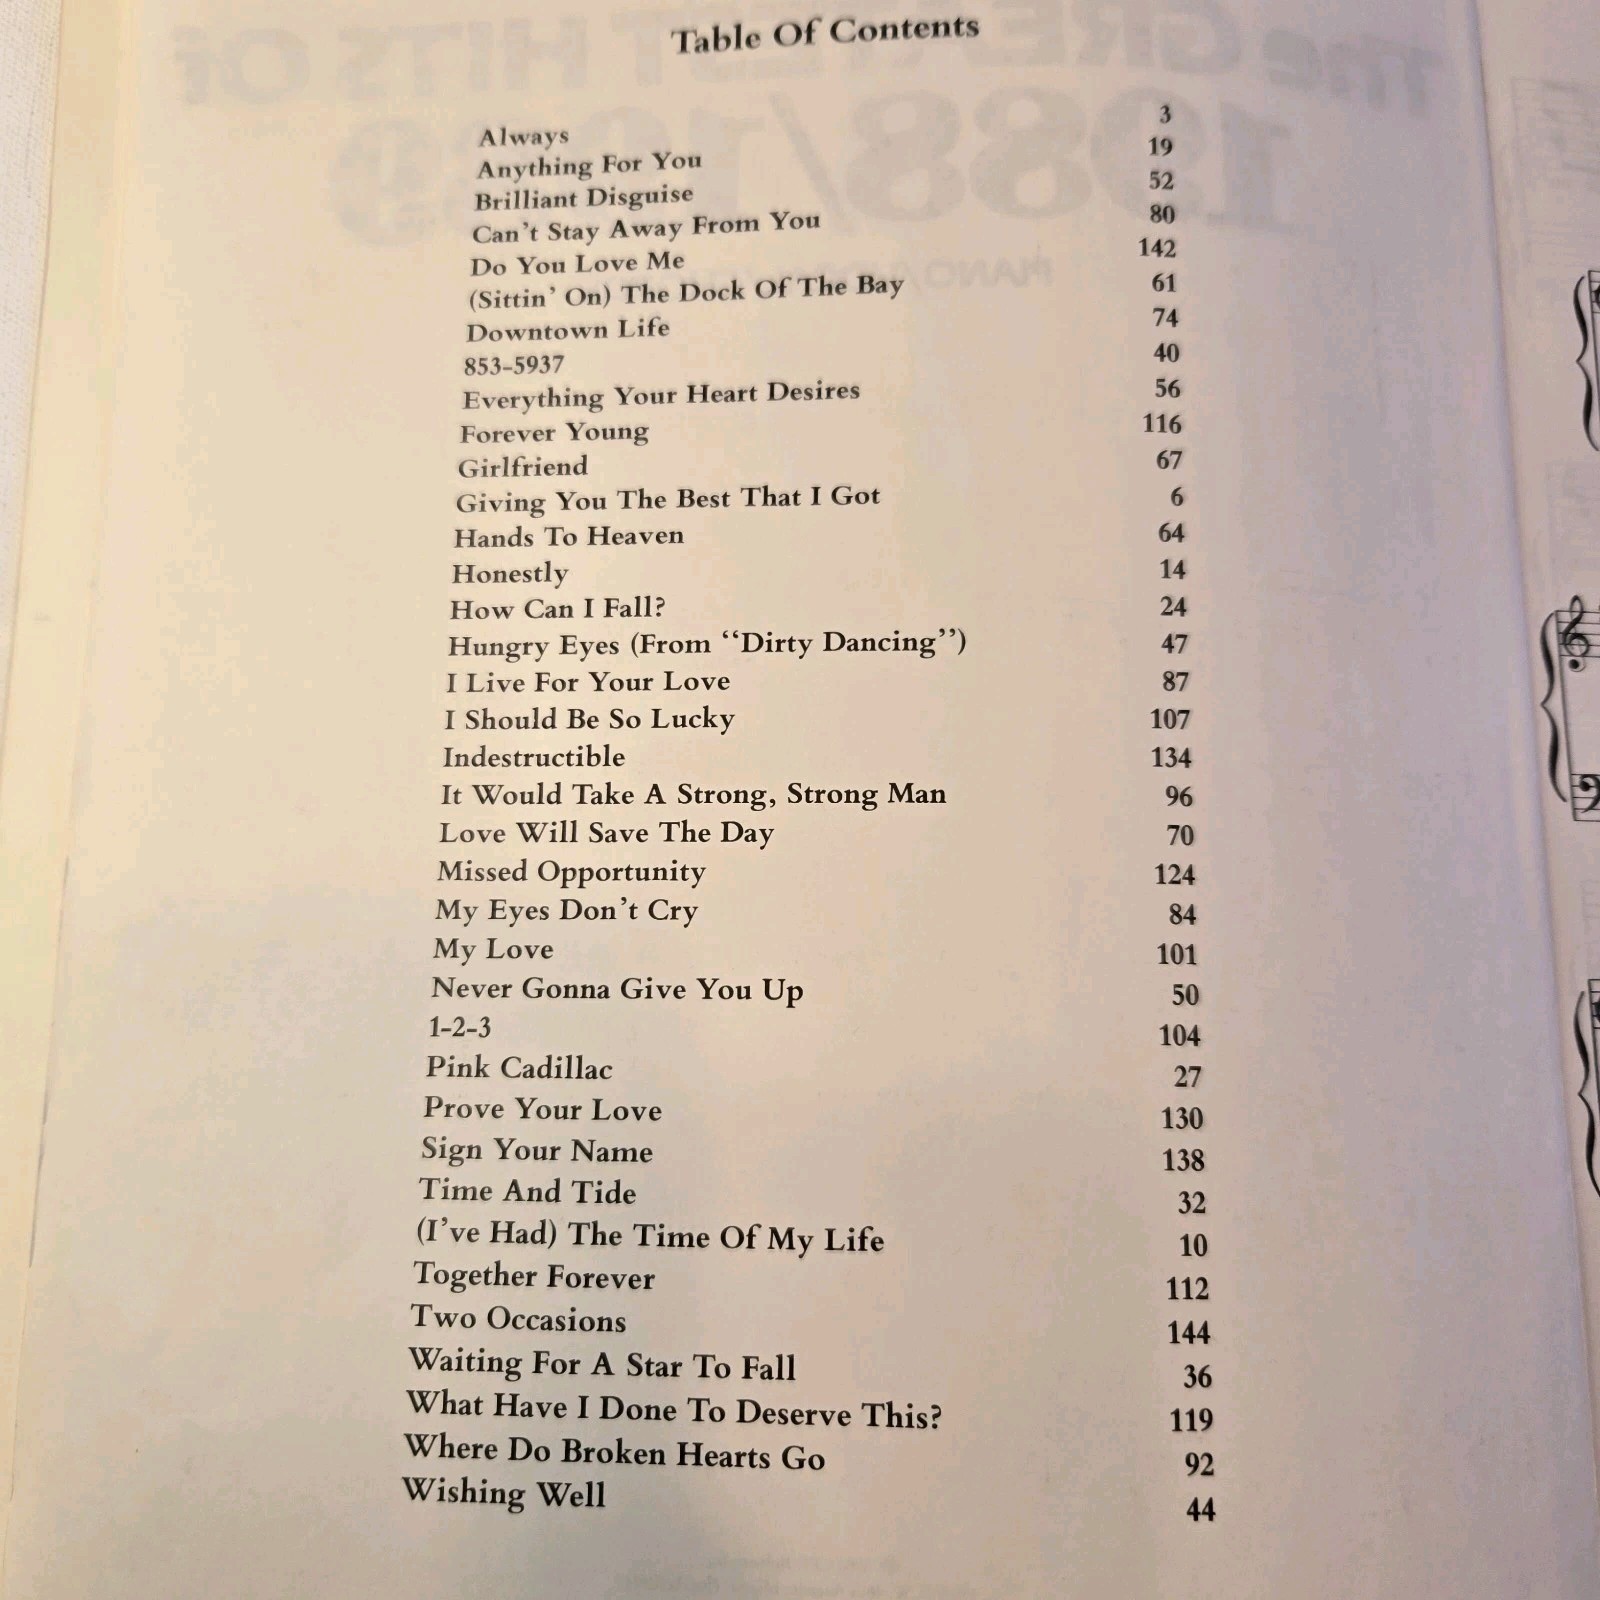 Table Of Contents
Always 3
Anything For You 19
Brilliant Disguise 52
Can't Stay Away From You 80
Do You Love Me 142
(Sittin' On) The Dock Of The Bay 61
Downtown Life 74
853-5937 40
Everything Your Heart Desires 56
Forever Young 116
Girlfriend 67
Giving You The Best That I Got 6
Hands To Heaven 64
Honestly 14
How Can I Fall? 24
Hungry Eyes (From "Dirty Dancing") 47
I Live For Your Love 87
I Should Be So Lucky 107
Indestructible 134
It Would Take A Strong, Strong Man 96
Love Will Save The Day 70
Missed Opportunity 124
My Eyes Don't Cry 84
My Love 101
Never Gonna Give You Up 50
1-2-3 104
Pink Cadillac 27
Prove Your Love 130
Sign Your Name 138
Time And Tide 32
(I've Had) The Time Of My Life 10
Together Forever 112
Two Occasions 144
Waiting For A Star To Fall 36
What Have I Done To Deserve This? 119
Where Do Broken Hearts Go 92
Wishing Well 44